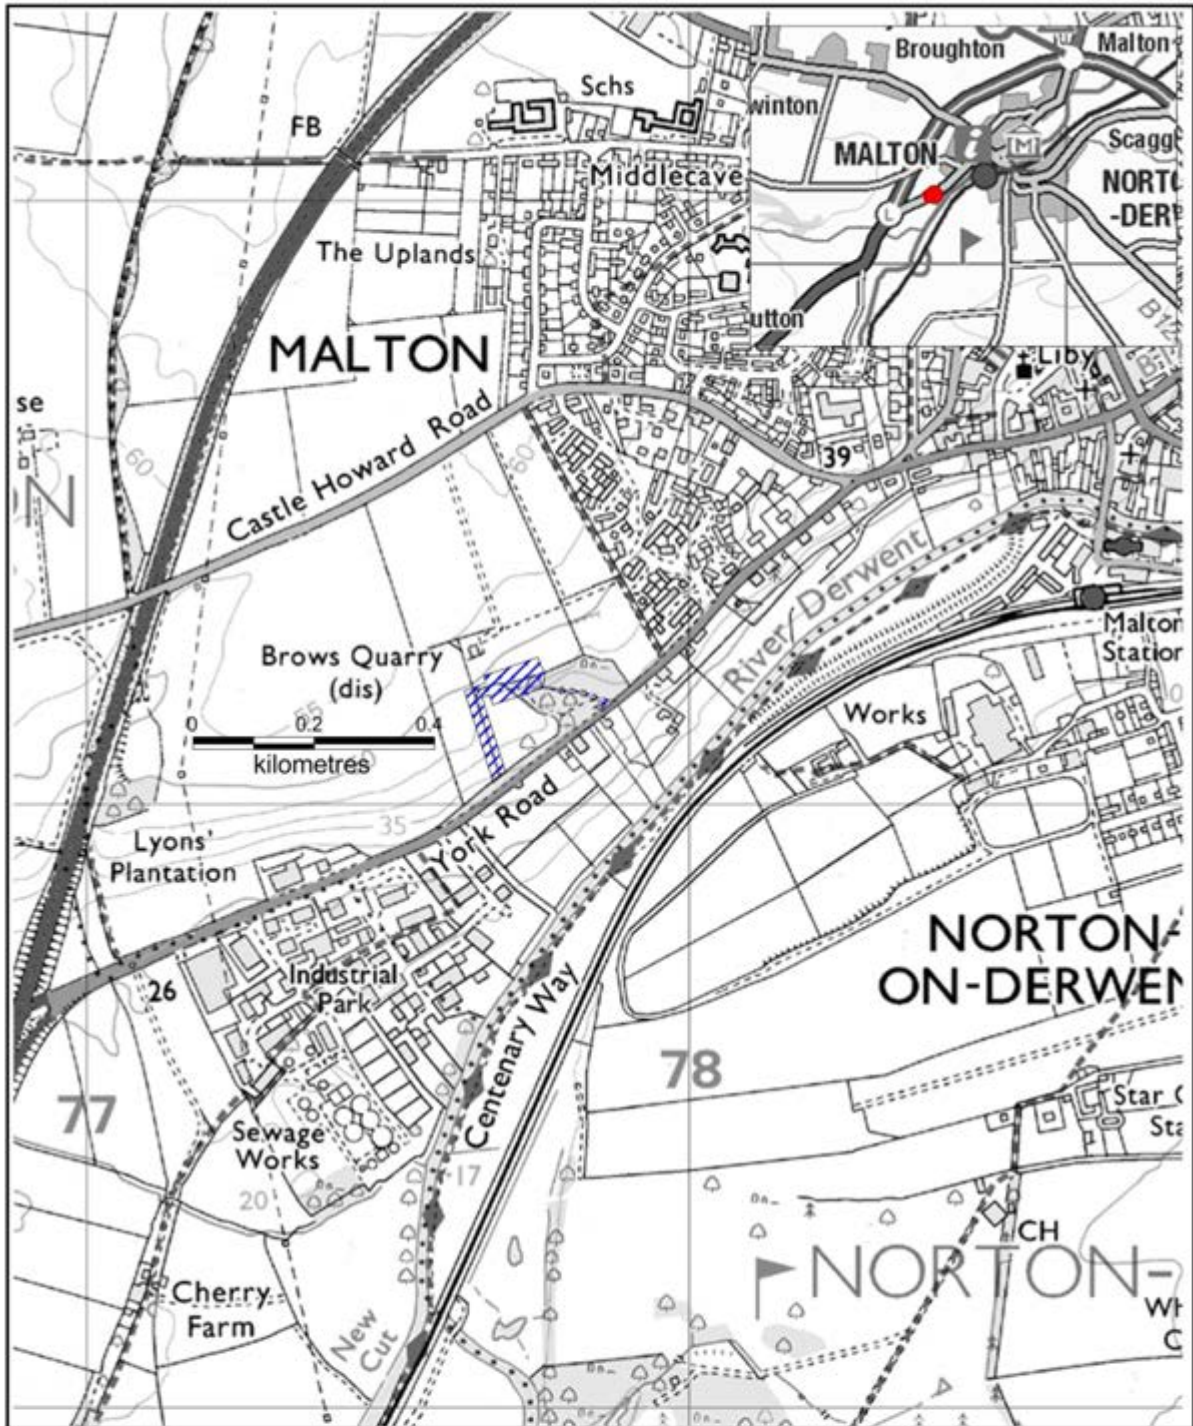 Schs
FB
Middlecave
The Uplands
MALTON
Castle Howard Road
se
60
60
39
Liby
Broughton
Malton
winton
MALTON
M
i
Scagg
L
utton
River Derwent
Malton
Station
Brows Quarry
(dis)
55
0 0.2 0.4
kilometres
Works
35
York Road
Lyons'
Plantation
NORTON-
ON-DERWEN
Industrial
Park
26
Centenary Way
77
78
Sewage
Works
17
20
Star
Sta
CH
NORTON-
Cherry
Farm
New
Cut